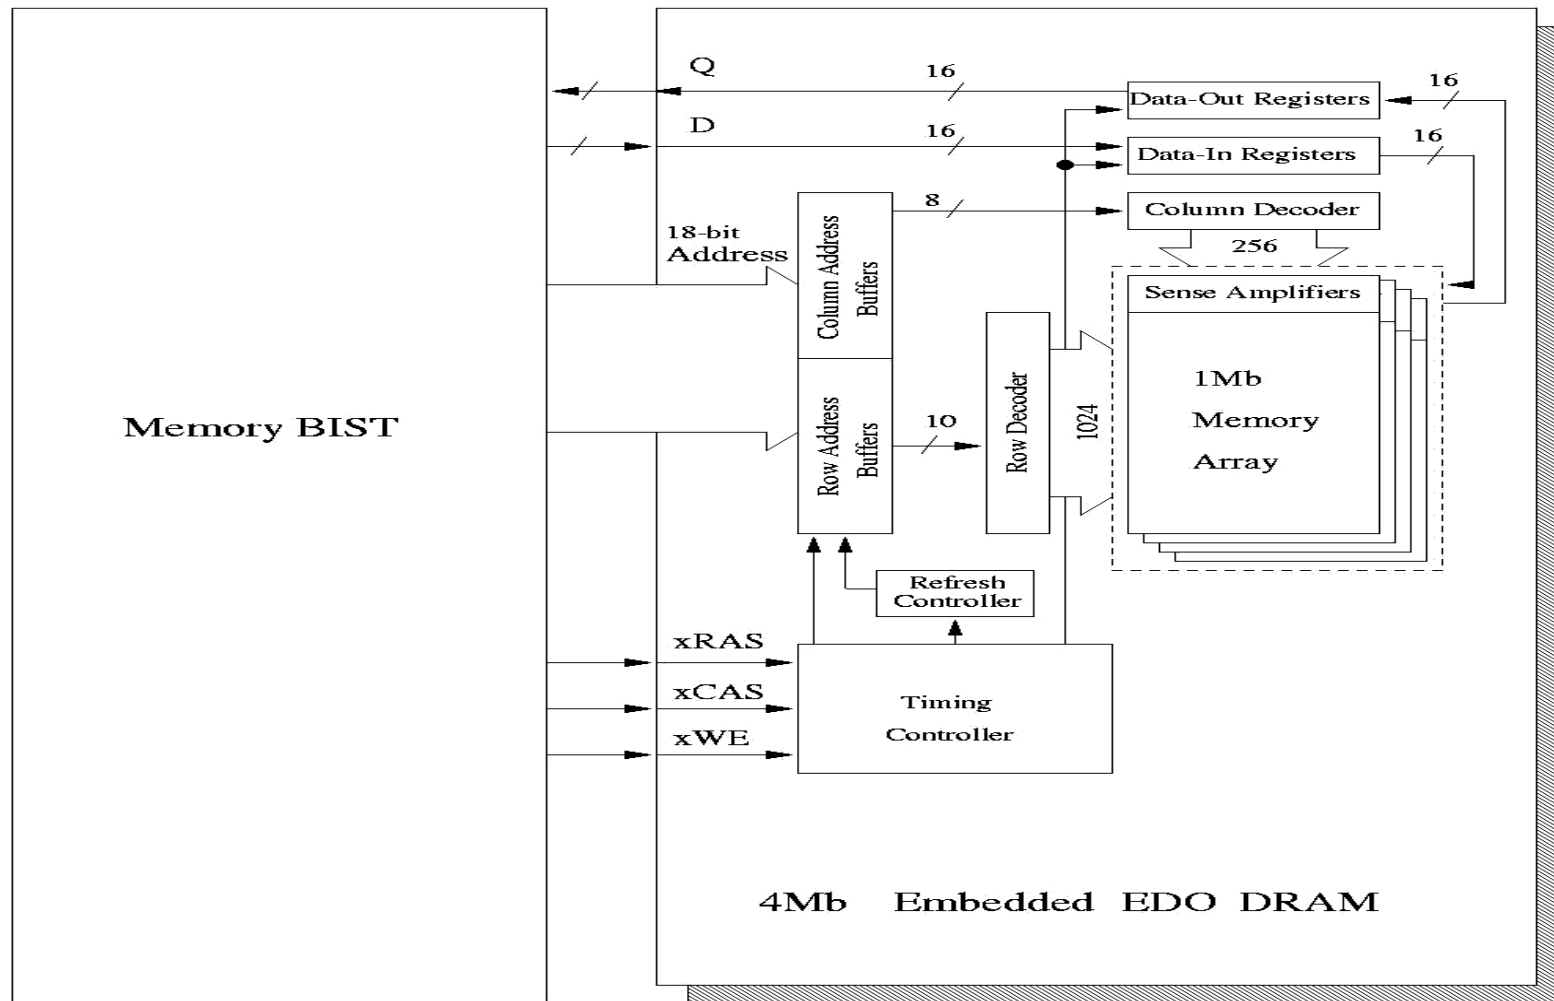 Q
16
Data-Out Registers
16
D
16
Data-In Registers
16
8
Column Decoder
18-bit
Address
256
Column Address
Buffers
Sense Amplifiers
Row Address
Buffers
10
Row Decoder
1024
1Mb
Memory
Array
Memory BIST
Refresh
Controller
xRAS
xCAS
xWE
Timing
Controller
4Mb Embedded EDO DRAM